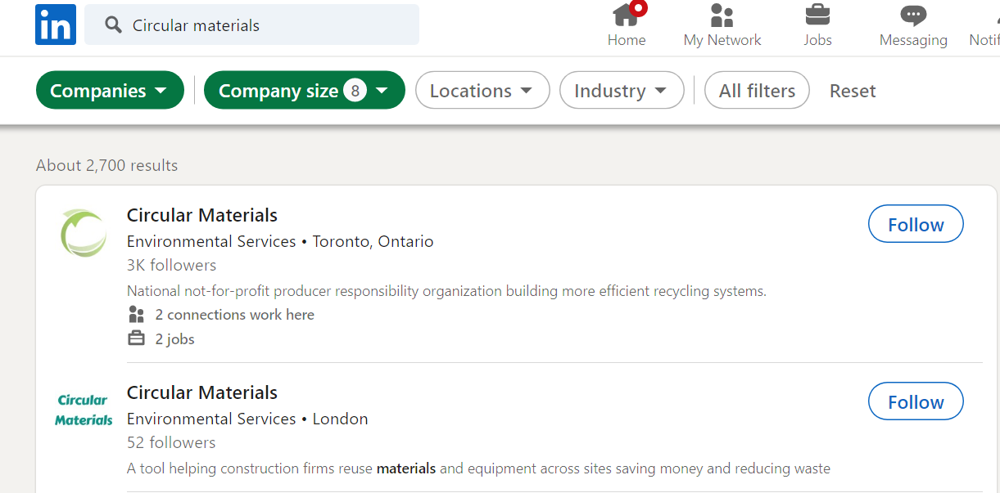 in
Circular materials
Home
My Network
Jobs
Messaging
Companies
Company size 8
Locations
Industry
All filters
Reset
About 2,700 results
Circular Materials
Follow
Environmental Services • Toronto, Ontario
3K followers
National not-for-profit producer responsibility organization building more efficient recycling systems.
2 connections work here
2 jobs
Circular
Materials
Circular Materials
Follow
Environmental Services • London
52 followers
A tool helping construction firms reuse materials and equipment across sites saving money and reducing waste